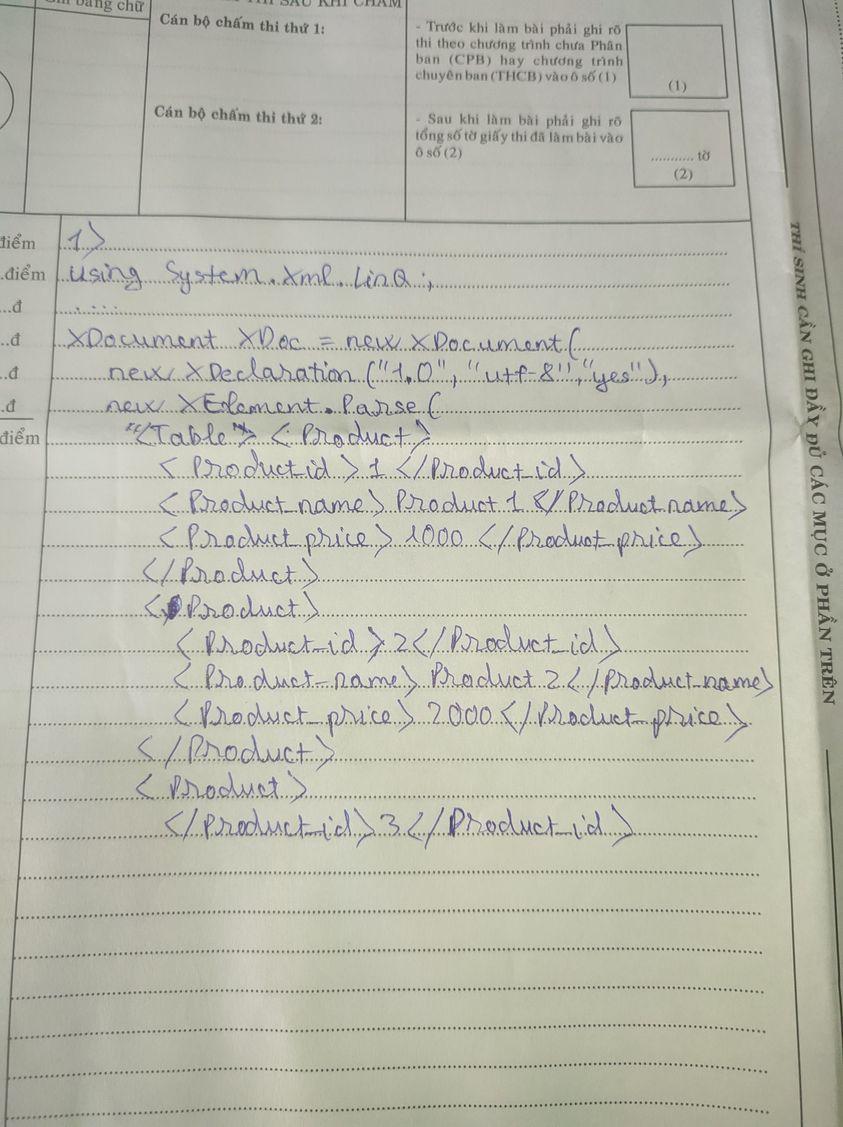 bằng chữ
SAU KHI CHẤM
Cán bộ chấm thi thứ 1:
Cán bộ chấm thi thứ 2:
- Trước khi làm bài phải ghi rõ
thi theo chương trình chưa Phân
ban (CPB) hay chương trình
chuyên ban (THCB) vào ô số (1)
(1)
- Sau khi làm bài phải ghi rõ
tổng số tờ giấy thi đã làm bài vào
ô số (2)
........... tờ
(2)
THÍ SINH CẦN GHI ĐẦY ĐỦ CÁC MỤC Ở PHẦN TRÊN
điểm
..điểm
...đ
..đ
..đ
.đ
điểm
1>
using System.Xml.LinQ;
.....
XDocument XDoc = new XDocument(
new XDeclaration ("1.0", "utf-8", "yes"),
new XElement.Parse(
"<Table> <Product>
<Product_id> 1 </Product_id>
<Product_name> Product 1 </Product_name>
<Product_price> 1000 </Product_price>
</Product>
<Product>
<Product_id> 2 </Product_id>
<Product_name> Product 2 </Product_name>
<Product_price> 2000 </Product_price>
</Product>
<Product>
</Product_id> 3 </Product_id>